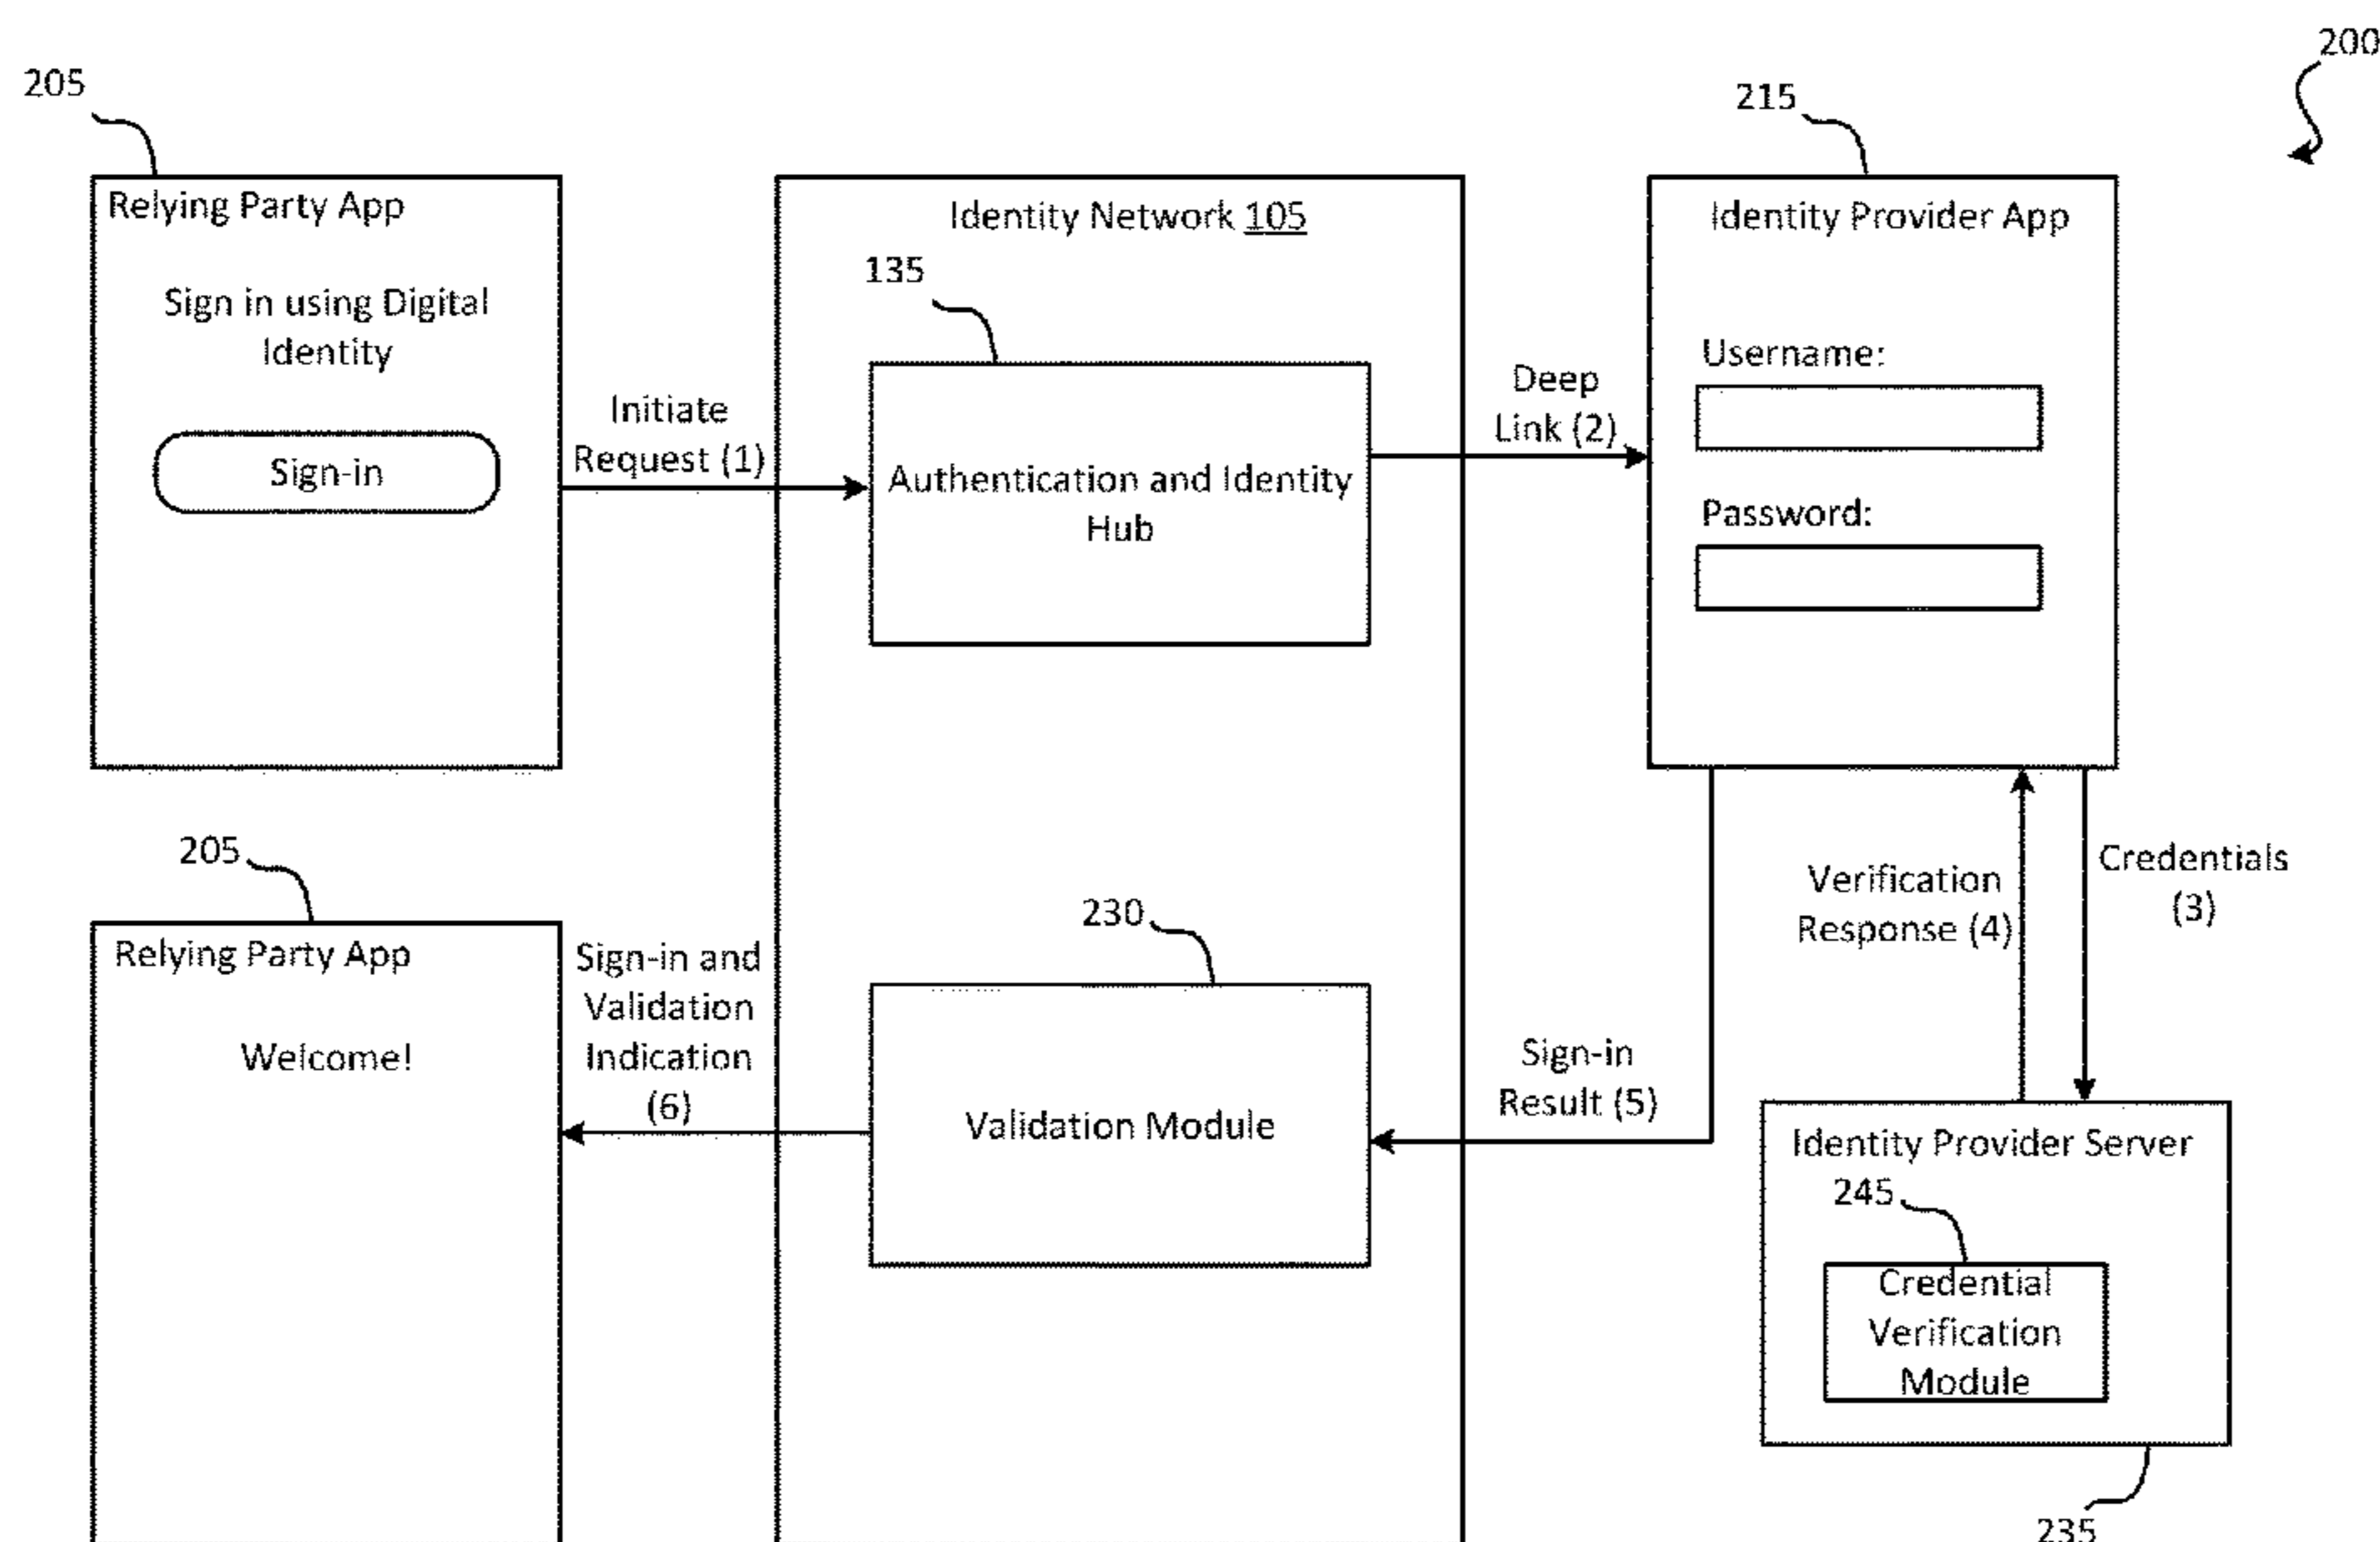 200
205
Relying Party App
Sign in using Digital
Identity
Sign-in
Initiate
Request (1)
Identity Network 105
135
Authentication and Identity
Hub
Deep
Link (2)
215
Identity Provider App
Username:
Password:
205
Relying Party App
Welcome!
Sign-in and
Validation
Indication
(6)
230
Validation Module
Sign-in
Result (5)
Verification
Response (4)
Credentials
(3)
Identity Provider Server
245
Credential
Verification
Module
235